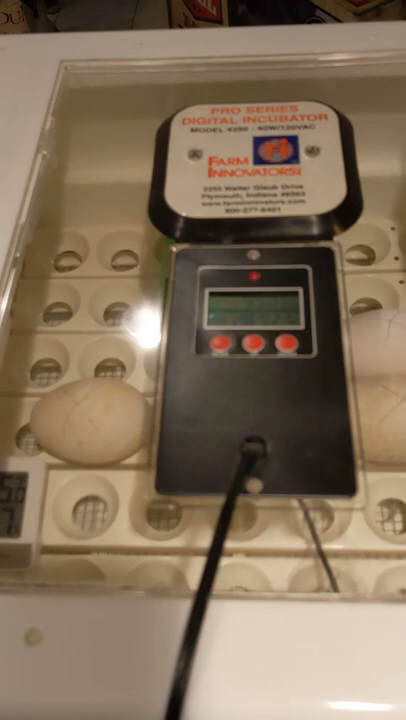 PRO SERIES
DIGITAL INCUBATOR
MODEL 4250 - 40W/120VAC
FARM
INNOVATORS
2255 Walter Glaub Drive
Plymouth, Indiana 46563
www.farminnovators.com
800-277-8401